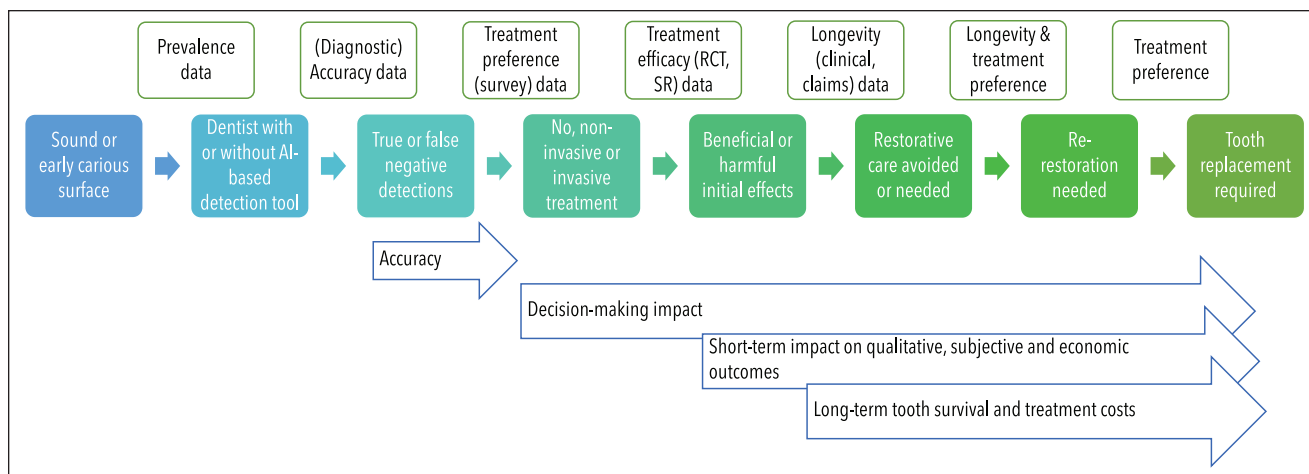 Prevalence
data
(Diagnostic)
Accuracy data
Treatment
preference
(survey) data
Treatment
efficacy (RCT,
SR) data
Longevity
(clinical,
claims) data
Longevity &
treatment
preference
Treatment
preference
Sound or
early carious
surface
Dentist with
or without AI-
based
detection tool
True or false
negative
detections
No, non-
invasive or
invasive
treatment
Beneficial or
harmful
initial effects
Restorative
care avoided
or needed
Re-
restoration
needed
Tooth
replacement
required
Accuracy
Decision-making impact
Short-term impact on qualitative, subjective and economic
outcomes
Long-term tooth survival and treatment costs